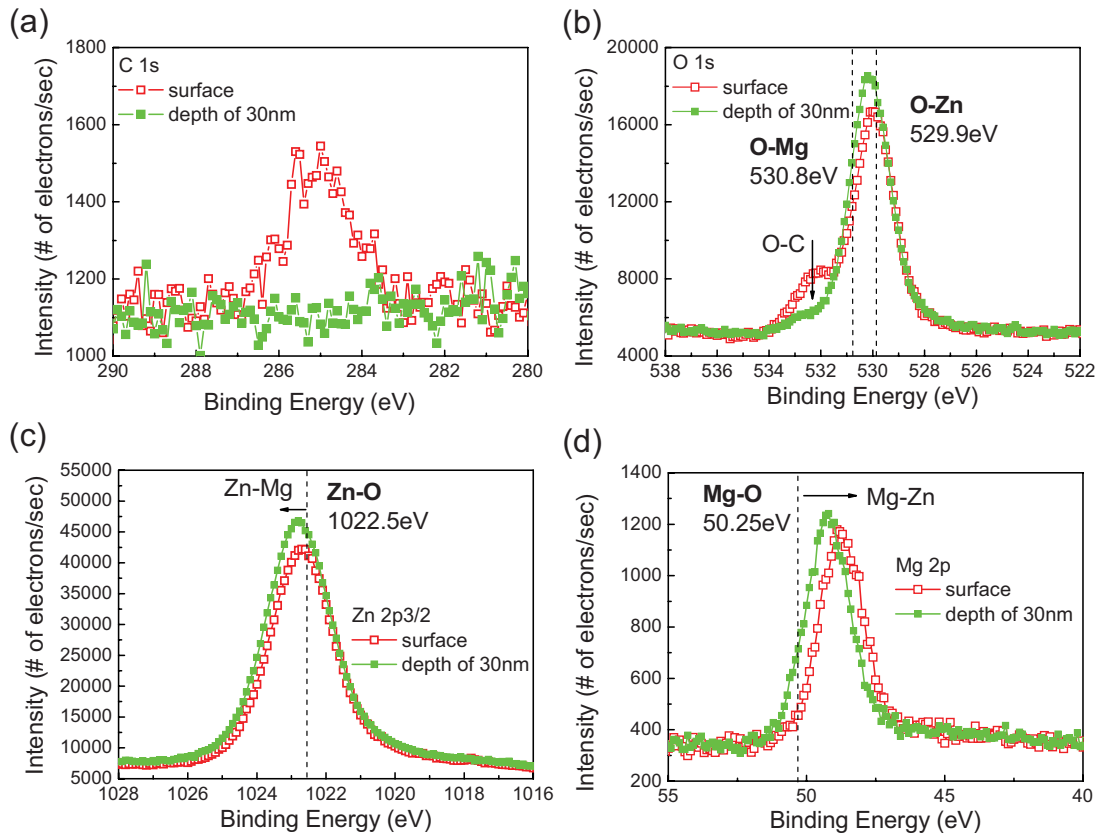 (a)
1800
1600
1400
1200
1000
290 288 286 284 282 280
Intensity (# of electrons/sec)
Binding Energy (eV)
C 1s
surface
depth of 30nm
(b)
20000
16000
12000
8000
4000
538 536 534 532 530 528 526 524 522
Intensity (# of electrons/sec)
Binding Energy (eV)
O 1s
surface
depth of 30nm
O-Zn
529.9eV
O-Mg
530.8eV
O-C
(c)
55000
50000
45000
40000
35000
30000
25000
20000
15000
10000
5000
1028 1026 1024 1022 1020 1018 1016
Intensity (# of electrons/sec)
Binding Energy (eV)
Zn-Mg
Zn-O
1022.5eV
Zn 2p3/2
surface
depth of 30nm
(d)
1400
1200
1000
800
600
400
200
55 50 45 40
Intensity (# of electrons/sec)
Binding Energy (eV)
Mg-O
50.25eV
Mg-Zn
Mg 2p
surface
depth of 30nm